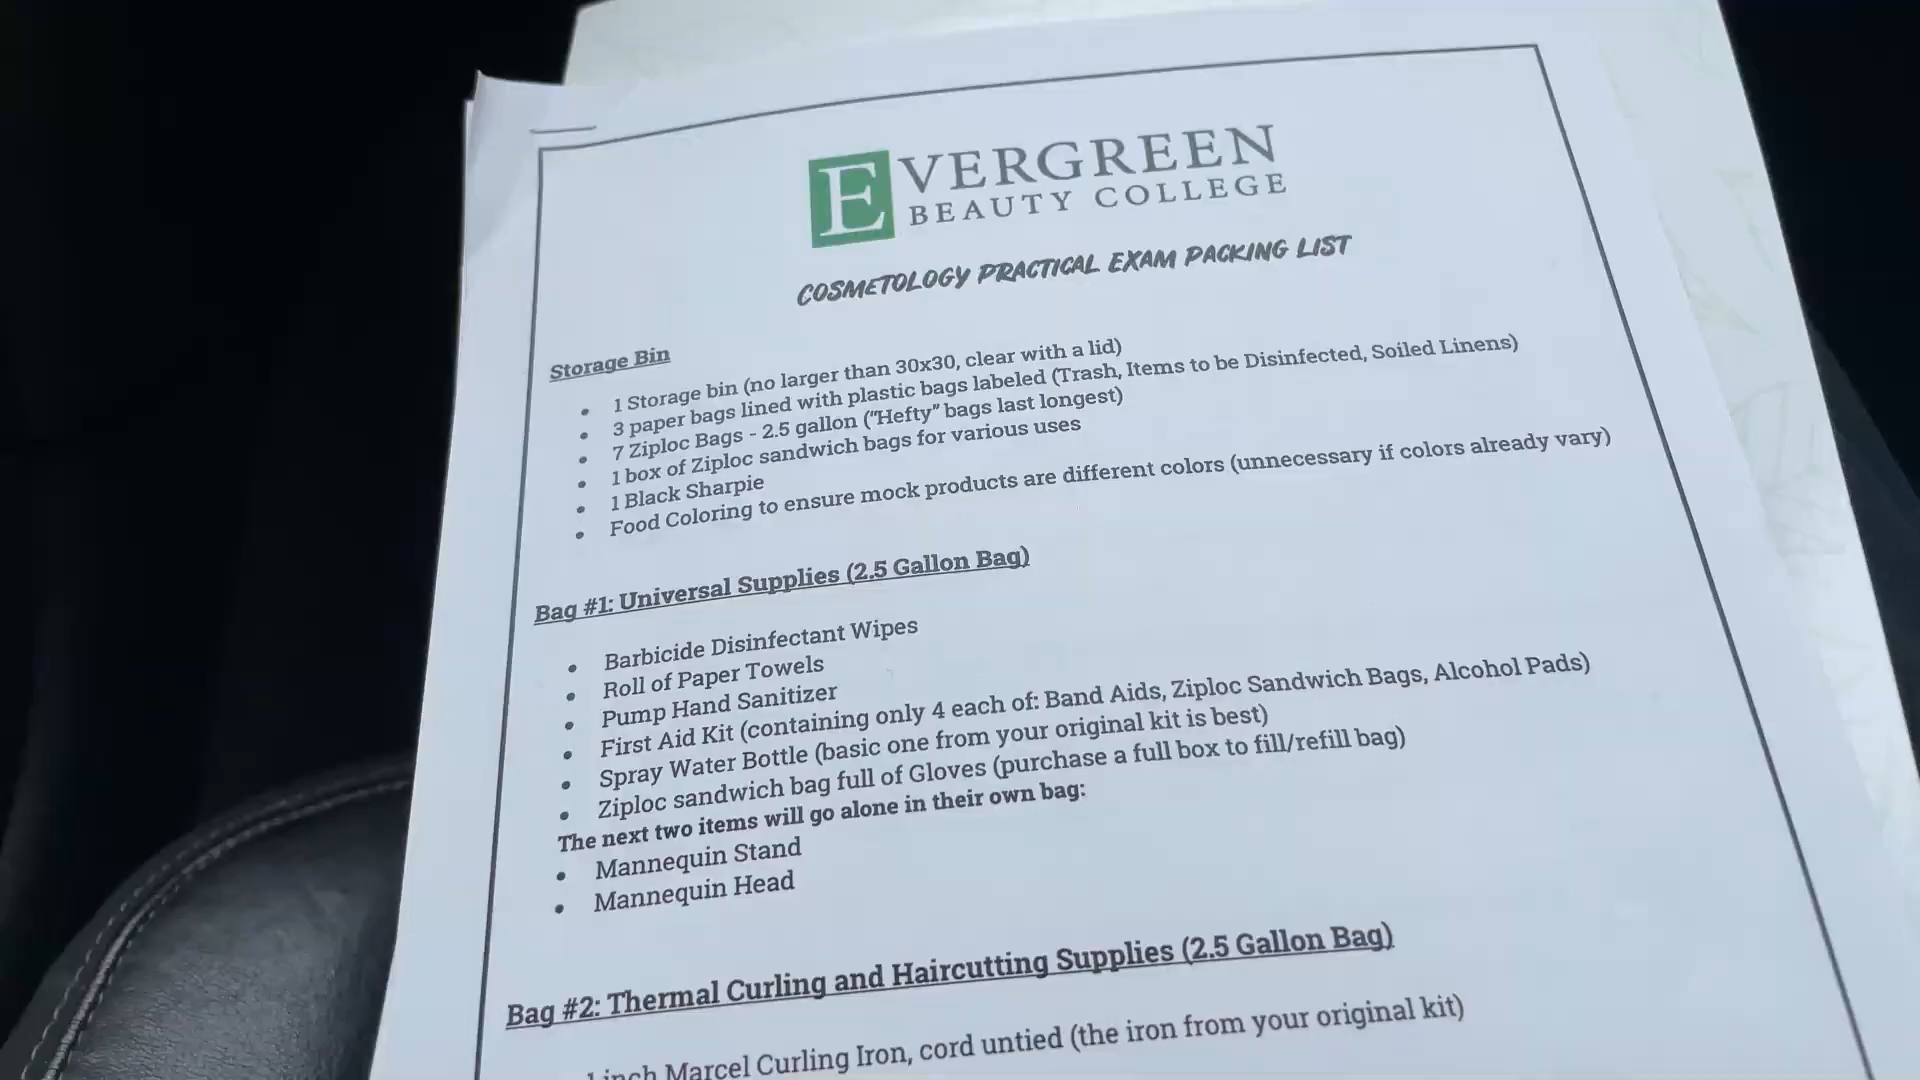 EVERGREEN
BEAUTY COLLEGE
COSMETOLOGY PRACTICAL EXAM PACKING LIST
Storage Bin
• 1 Storage bin (no larger than 30x30, clear with a lid)
• 3 paper bags lined with plastic bags labeled (Trash, Items to be Disinfected, Soiled Linens)
• 7 Ziploc Bags - 2.5 gallon ("Hefty" bags last longest)
• 1 box of Ziploc sandwich bags for various uses
• 1 Black Sharpie
• Food Coloring to ensure mock products are different colors (unnecessary if colors already vary)
Bag #1: Universal Supplies (2.5 Gallon Bag)
• Barbicide Disinfectant Wipes
• Roll of Paper Towels
• Pump Hand Sanitizer
• First Aid Kit (containing only 4 each of: Band Aids, Ziploc Sandwich Bags, Alcohol Pads)
• Spray Water Bottle (basic one from your original kit is best)
• Ziploc sandwich bag full of Gloves (purchase a full box to fill/refill bag)
The next two items will go alone in their own bag:
• Mannequin Stand
• Mannequin Head
Bag #2: Thermal Curling and Haircutting Supplies (2.5 Gallon Bag)
1 inch Marcel Curling Iron, cord untied (the iron from your original kit)